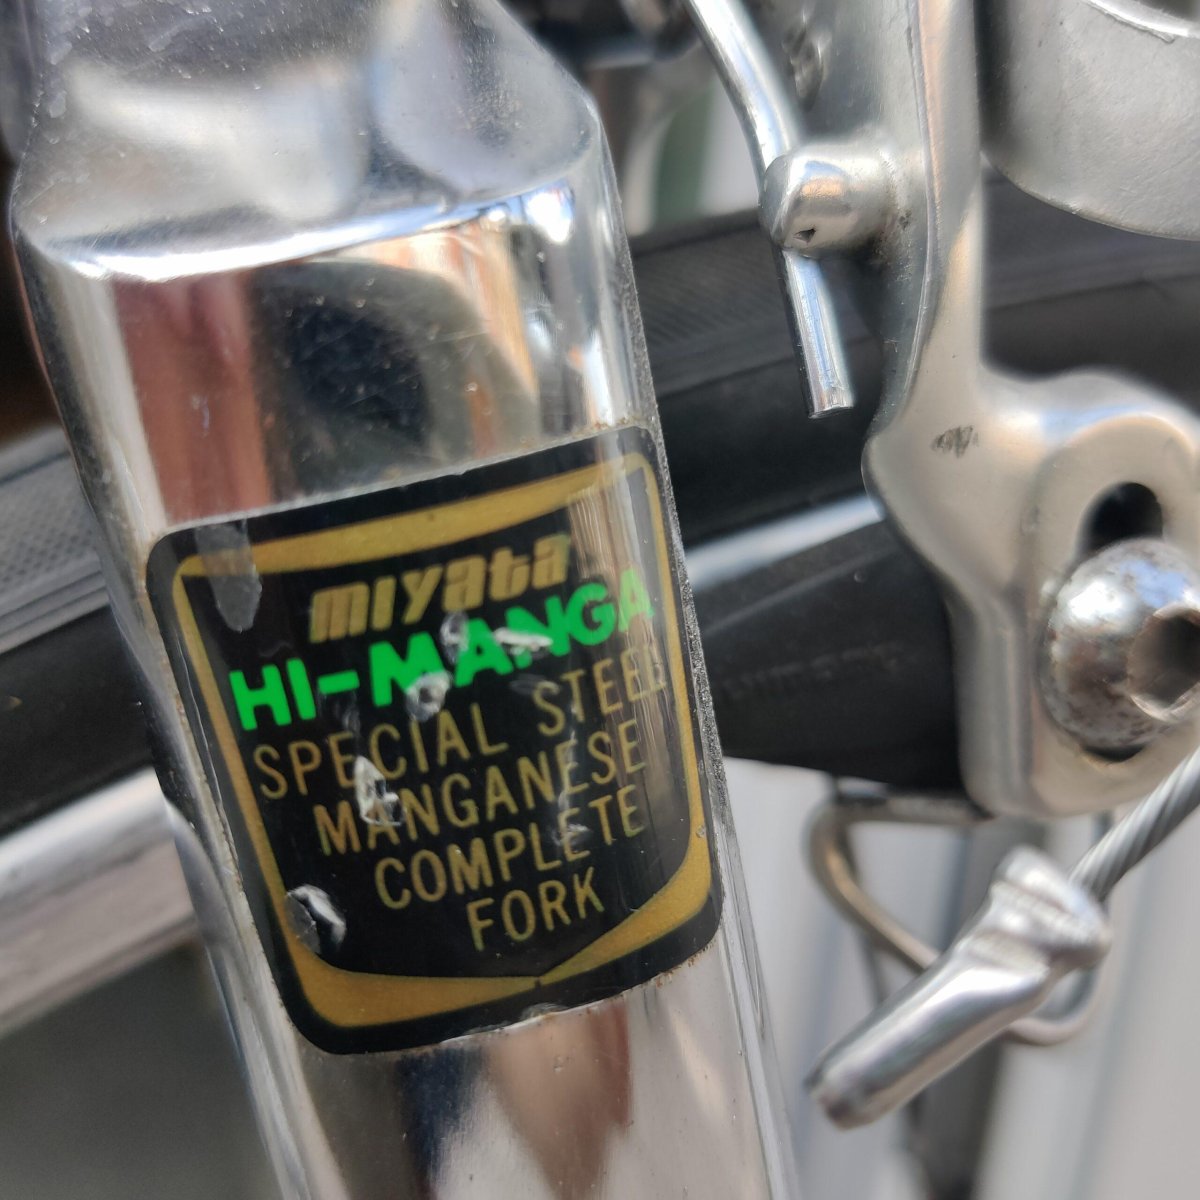 miyata
HI-MANGA
SPECIAL STEEL
MANGANESE
COMPLETE
FORK